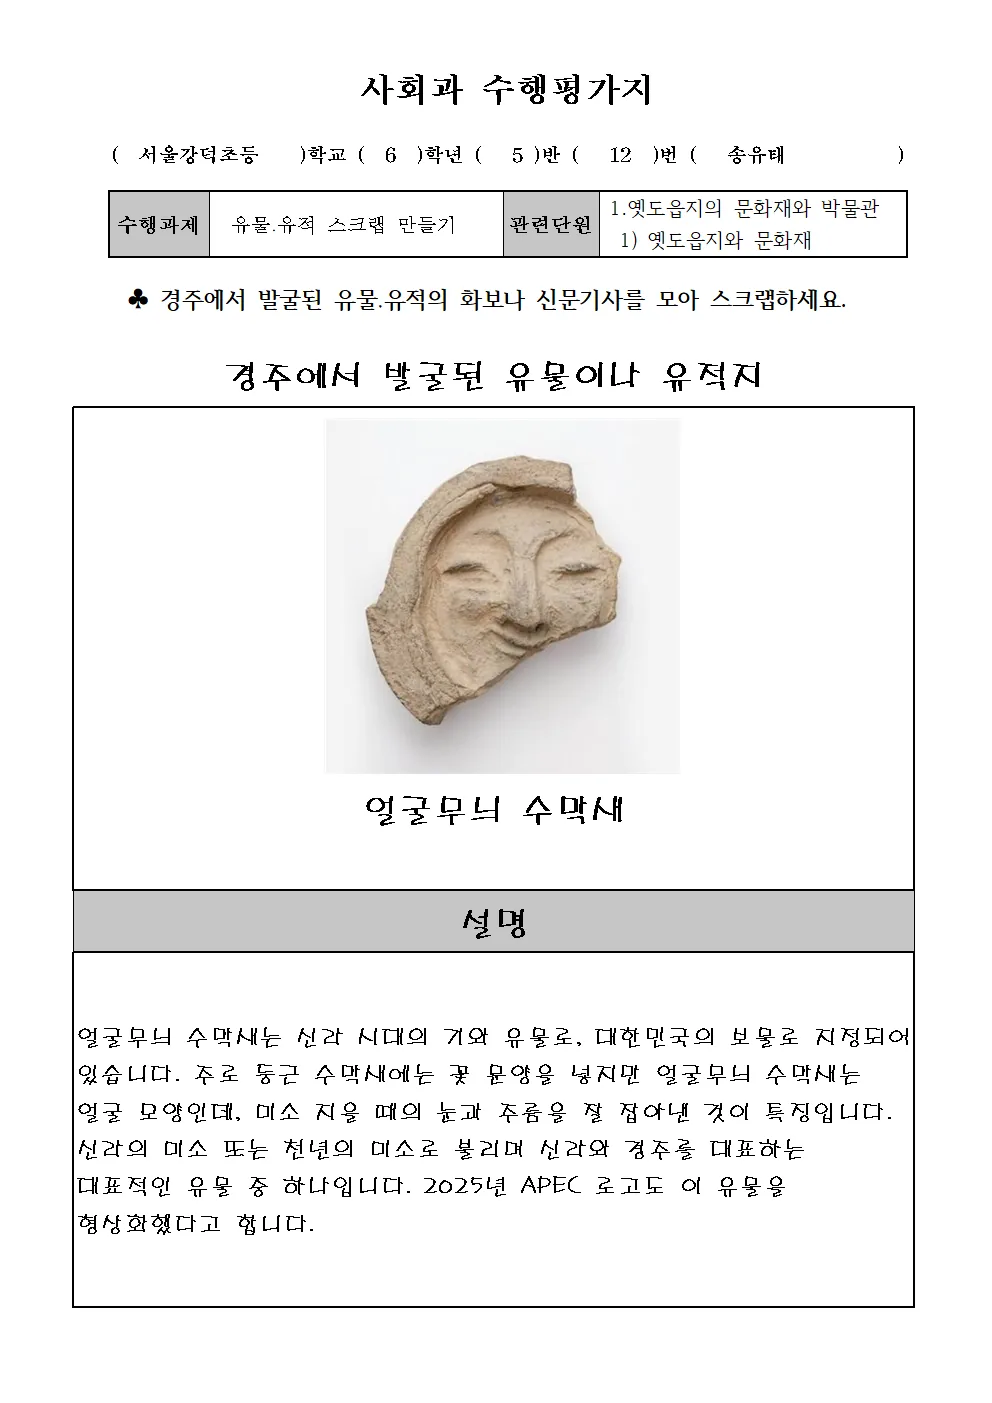 사회과 수행평가지
( 서울강덕초등 )학교 ( 6 )학년 ( 5 )반 ( 12 )번 ( 송유태 )
수행과제 유물.유적 스크랩 만들기 관련단원 1.옛도읍지의 문화재와 박물관
1) 옛도읍지와 문화재
♣ 경주에서 발굴된 유물.유적의 화보나 신문기사를 모아 스크랩하세요.
경주에서 발굴된 유물이나 유적지
얼굴무늬 수막새
설명
얼굴무늬 수막새는 신라 시대의 기와 유물로, 대한민국의 보물로 지정되어
있습니다. 주로 둥근 수막새에는 꽃 문양을 넣지만 얼굴무늬 수막새는
얼굴 모양인데, 미소 지을 때의 눈과 주름을 잘 잡아낸 것이 특징입니다.
신라의 미소 또는 천년의 미소로 불리며 신라와 경주를 대표하는
대표적인 유물 중 하나입니다. 2025년 APEC 로고도 이 유물을
형상화했다고 합니다.